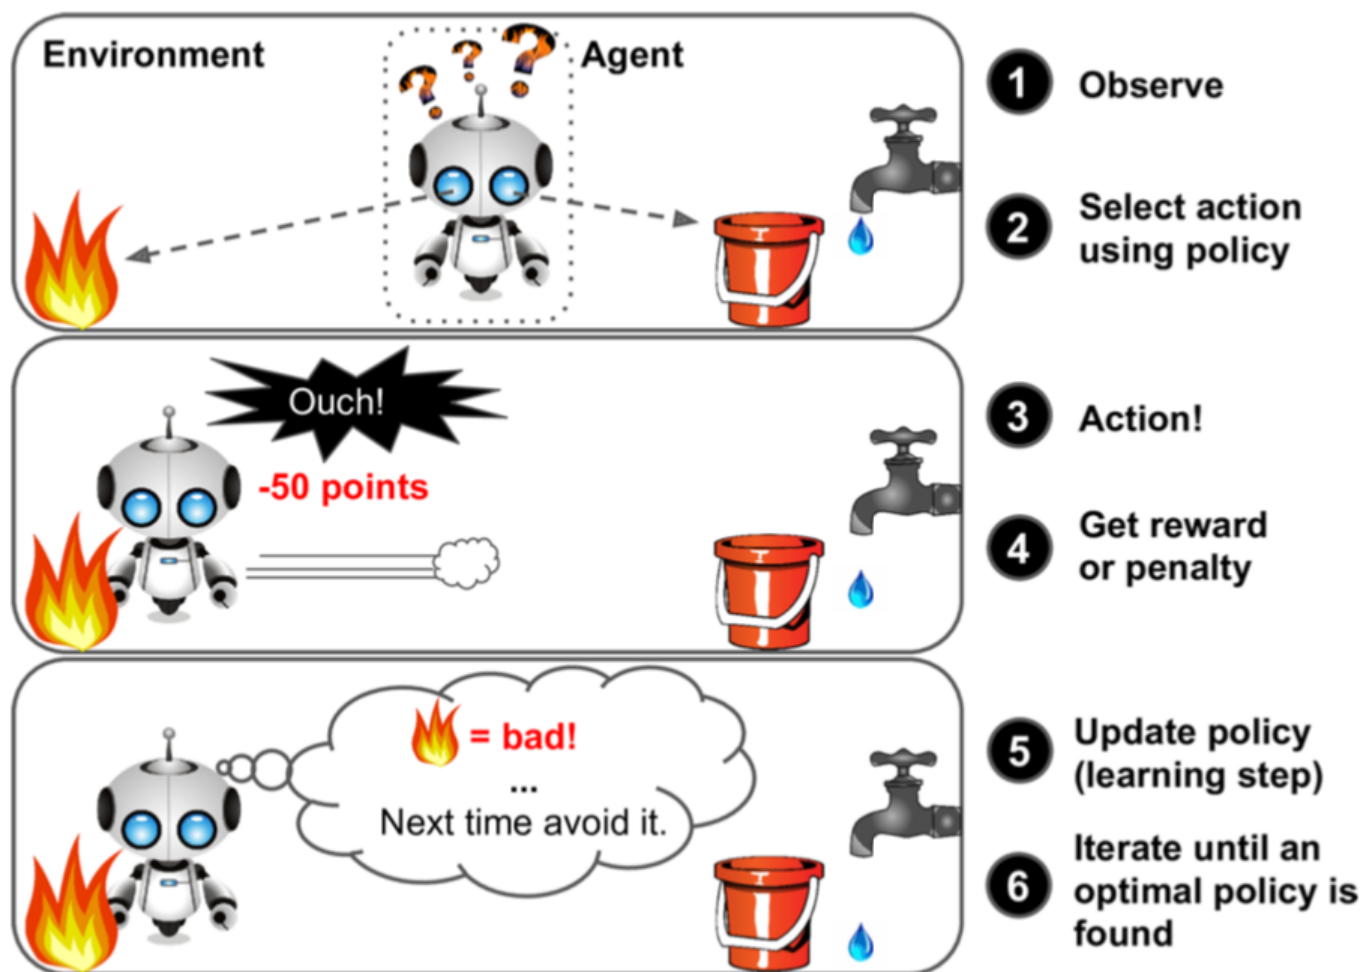 Environment
Agent
1 Observe
2 Select action
using policy
Ouch!
-50 points
3 Action!
4 Get reward
or penalty
= bad!
...
Next time avoid it.
5 Update policy
(learning step)
6 Iterate until an
optimal policy is
found